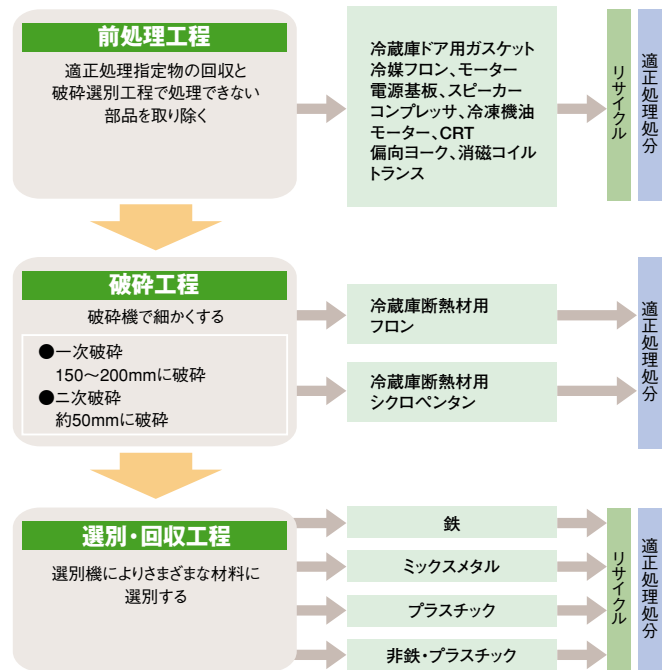 前処理工程
適正処理指定物の回収と
破砕選別工程で処理できない
部品を取り除く
冷蔵庫ドア用ガスケット
冷媒フロン、モーター
電源基板、スピーカー
コンプレッサ、冷凍機油
モーター、CRT
偏向ヨーク、消磁コイル
トランス
リサイクル
適正処理処分
破砕工程
破砕機で細かくする
●一次破砕
150〜200mmに破砕
●二次破砕
約50mmに破砕
冷蔵庫断熱材用
フロン
冷蔵庫断熱材用
シクロペンタン
適正処理処分
選別・回収工程
選別機によりさまざまな材料に
選別する
鉄
ミックスメタル
プラスチック
非鉄・プラスチック
リサイクル
適正処理処分